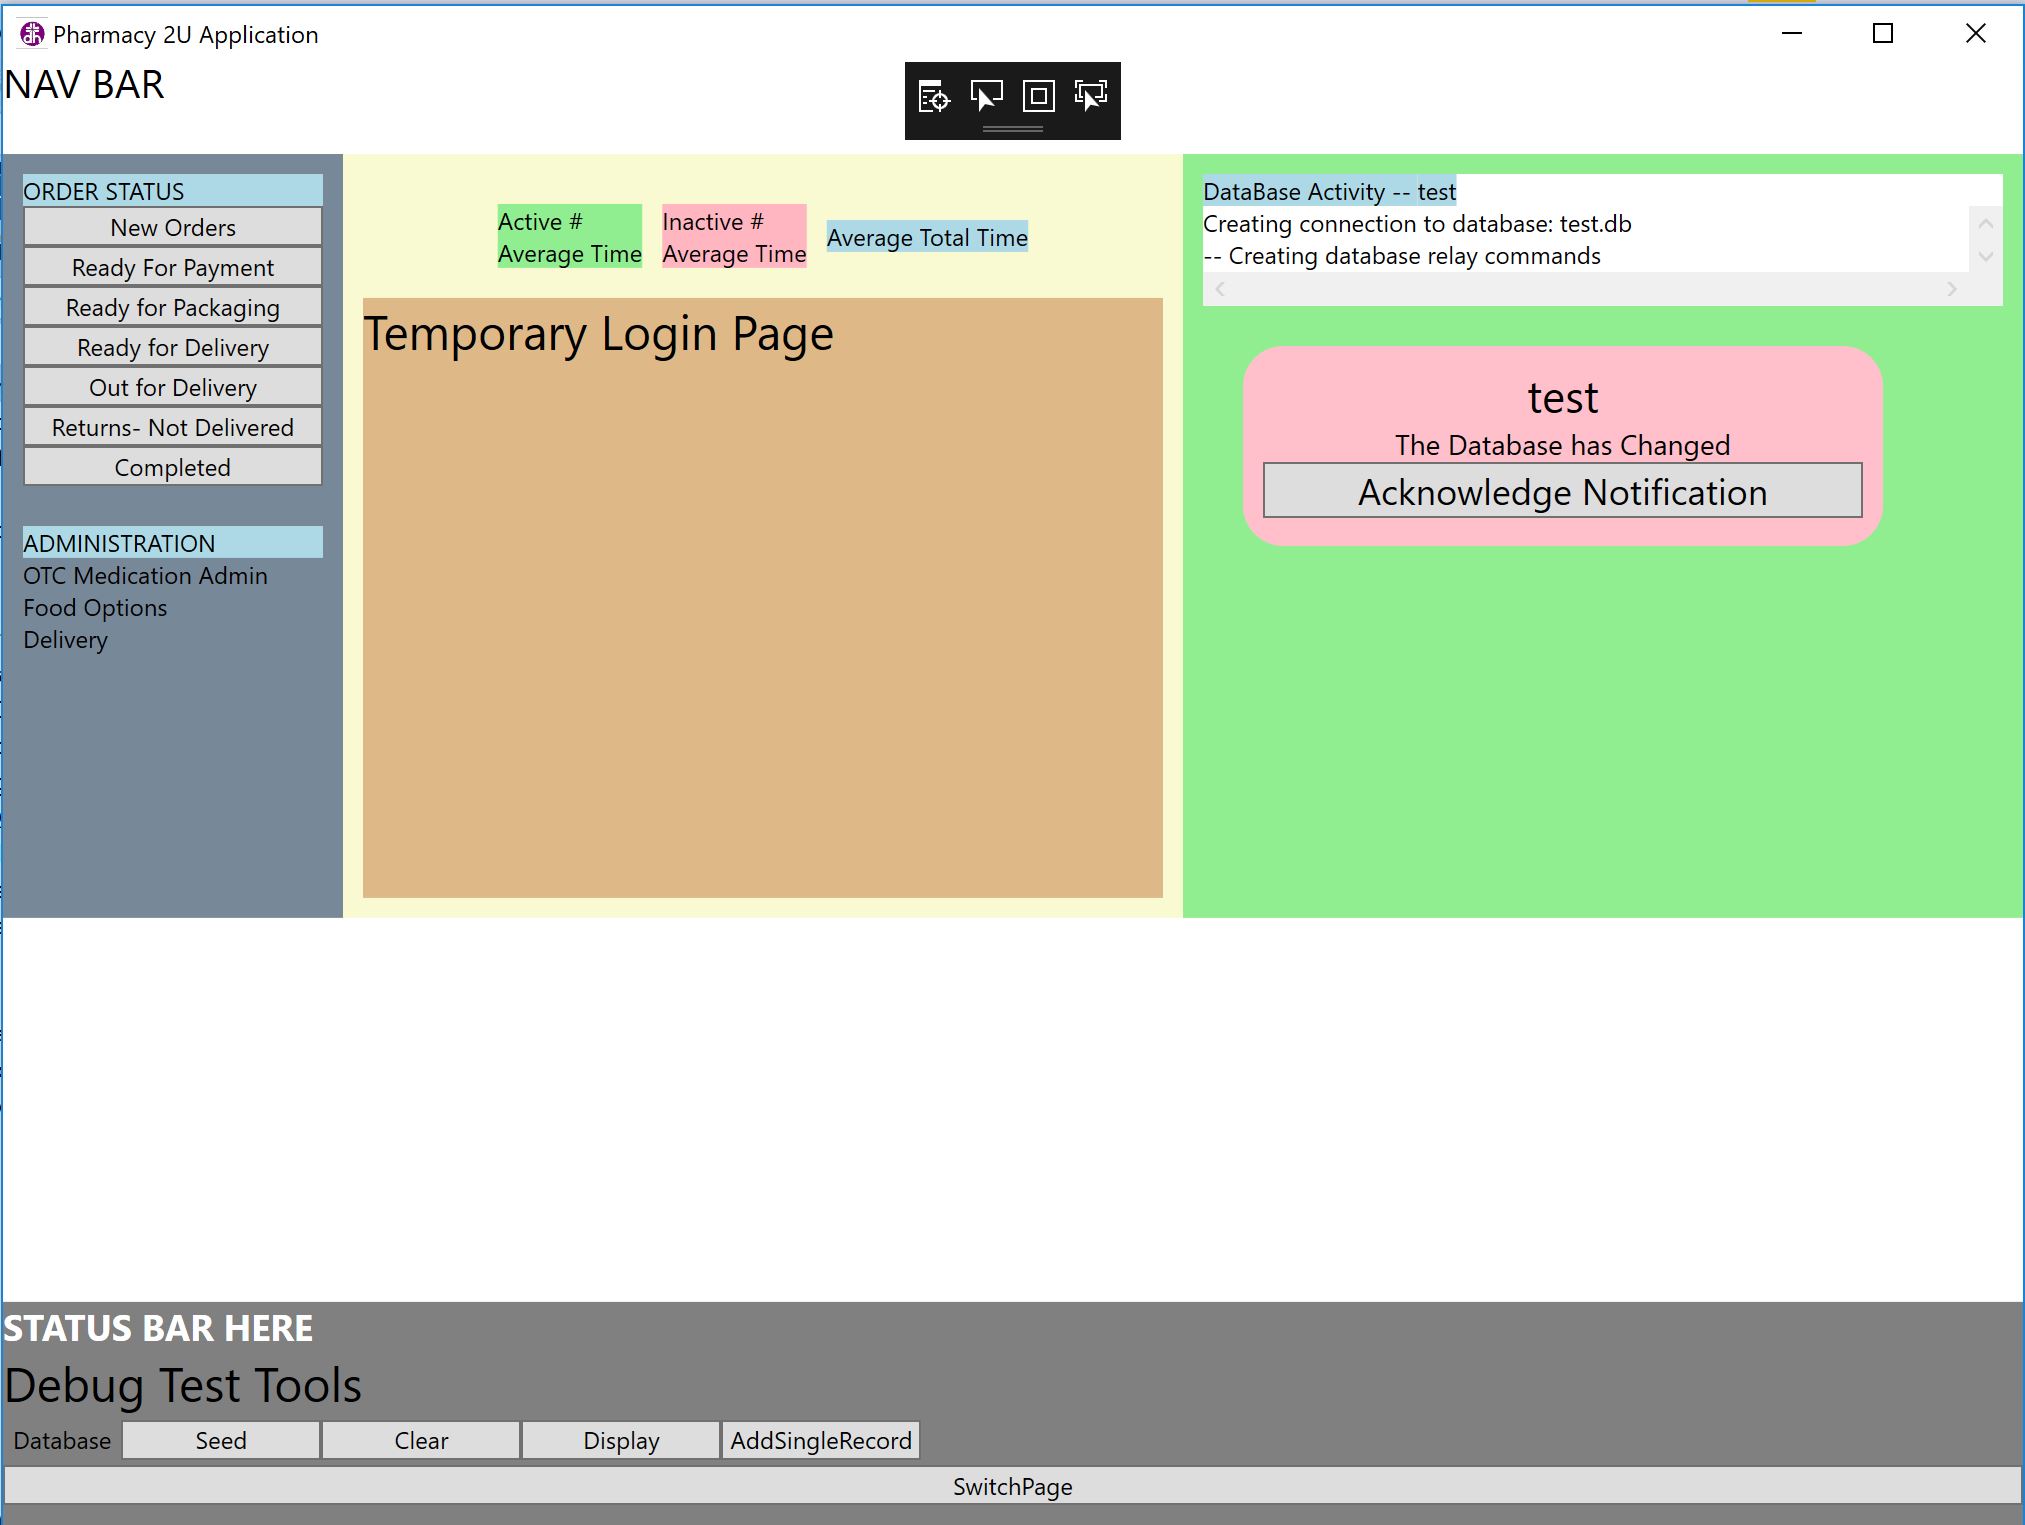 Pharmacy 2U Application
NAV BAR
ORDER STATUS
New Orders
Ready For Payment
Ready for Packaging
Ready for Delivery
Out for Delivery
Returns- Not Delivered
Completed
ADMINISTRATION
OTC Medication Admin
Food Options
Delivery
Active #
Average Time
Inactive #
Average Time
Average Total Time
Temporary Login Page
DataBase Activity -- test
Creating connection to database: test.db
-- Creating database relay commands
test
The Database has Changed
Acknowledge Notification
STATUS BAR HERE
Debug Test Tools
Database Seed Clear Display AddSingleRecord
SwitchPage